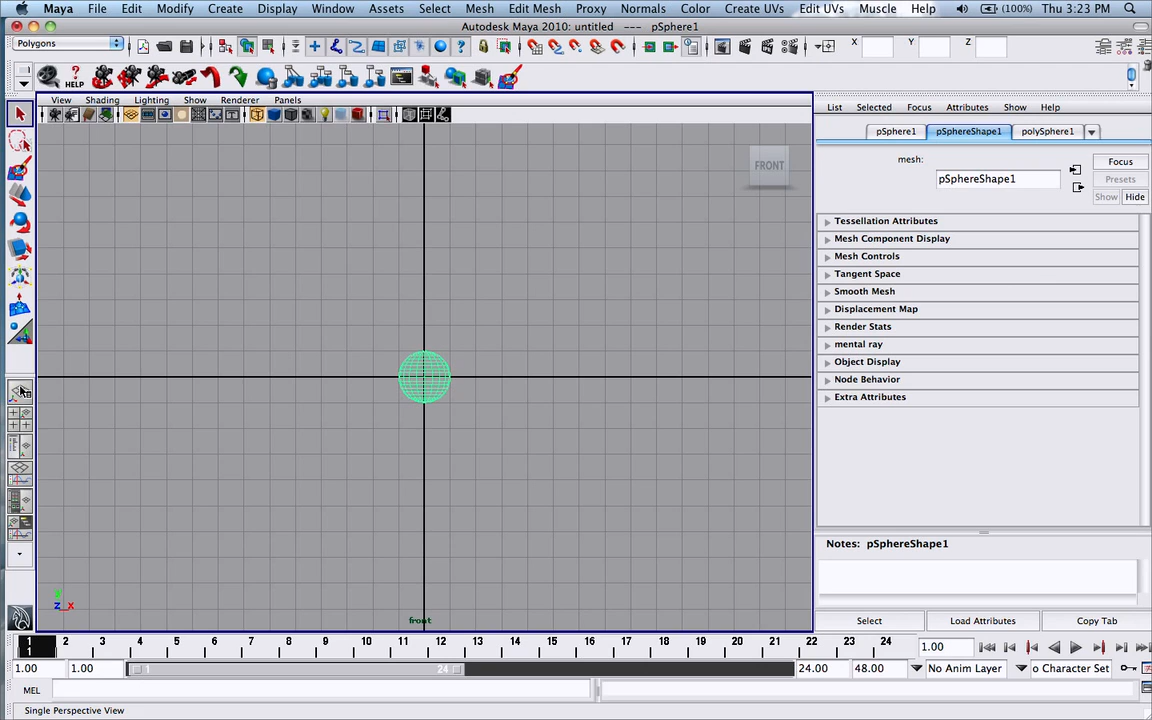 Maya File Edit Modify Create Display Window Assets Select Mesh Edit Mesh Proxy Normals Color Create UVs Edit UVs Muscle Help (100%) Thu 3:23 PM
Autodesk Maya 2010: untitled --- pSphere1
Polygons X Y Z
HELP
View Shading Lighting Show Renderer Panels
List Selected Focus Attributes Show Help
pSphere1 pSphereShape1 polySphere1
mesh: pSphereShape1
Focus
Presets
Show Hide
FRONT
Tessellation Attributes
Mesh Component Display
Mesh Controls
Tangent Space
Smooth Mesh
Displacement Map
Render Stats
mental ray
Object Display
Node Behavior
Extra Attributes
Notes: pSphereShape1
z x
front
Select Load Attributes Copy Tab
1 2 3 4 5 6 7 8 9 10 11 12 13 14 15 16 17 18 19 20 21 22 23 24
1 1.00
1.00 1.00 1 24 24.00 48.00 No Anim Layer o Character Set
MEL
Single Perspective View